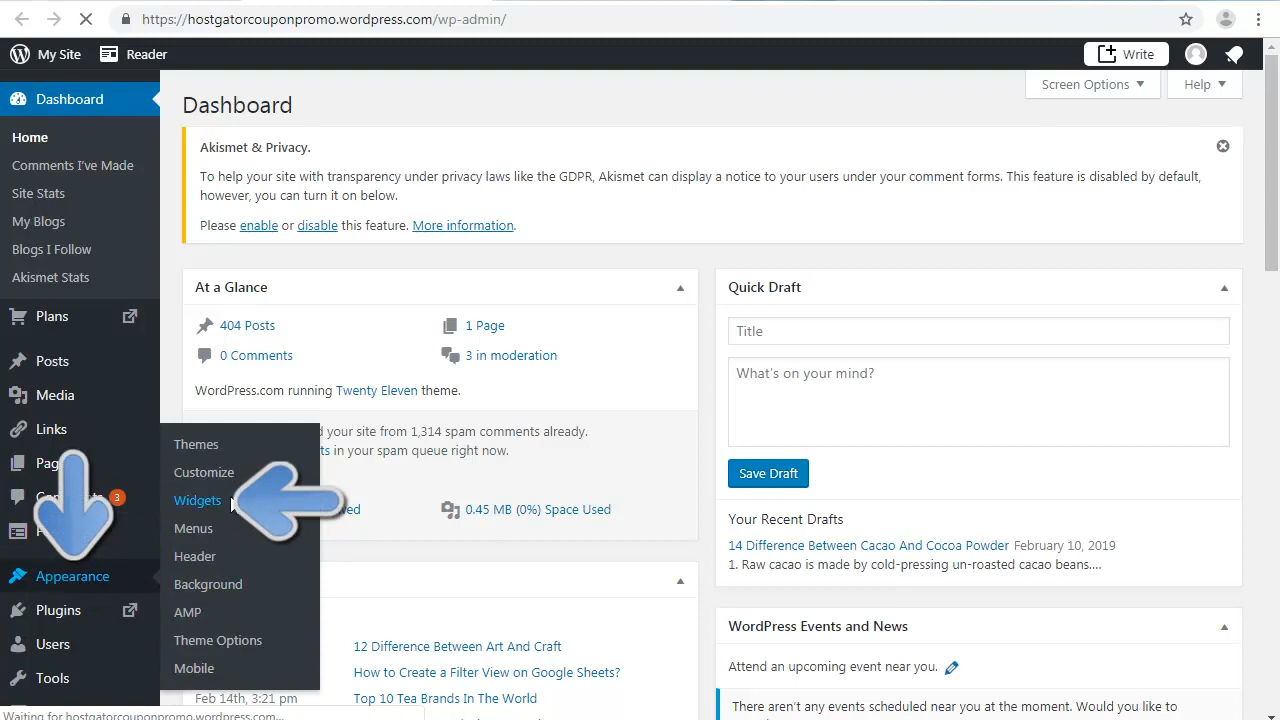 https://hostgatorcouponpromo.wordpress.com/wp-admin/
My Site
Reader
Write
Dashboard
Home
Comments I've Made
Site Stats
My Blogs
Blogs I Follow
Akismet Stats
Plans
Posts
Media
Links
3
Appearance
Plugins
Users
Tools
Themes
Customize
Widgets
Menus
Header
Background
AMP
Theme Options
Mobile
Screen Options
Help
Dashboard
Akismet & Privacy.
To help your site with transparency under privacy laws like the GDPR, Akismet can display a notice to your users under your comment forms. This feature is disabled by default,
however, you can turn it on below.
Please enable or disable this feature. More information.
At a Glance
404 Posts
1 Page
0 Comments
3 in moderation
WordPress.com running Twenty Eleven theme.
your site from 1,314 spam comments already.
in your spam queue right now.
0.45 MB (0%) Space Used
12 Difference Between Art And Craft
How to Create a Filter View on Google Sheets?
Feb 14th, 3:21 pm
Top 10 Tea Brands In The World
Quick Draft
Title
What's on your mind?
Save Draft
Your Recent Drafts
14 Difference Between Cacao And Cocoa Powder February 10, 2019
1. Raw cacao is made by cold-pressing un-roasted cacao beans....
WordPress Events and News
Attend an upcoming event near you.
There aren't any events scheduled near you at the moment. Would you like to
Waiting for hostgatorcouponpromo.wordpress.com...